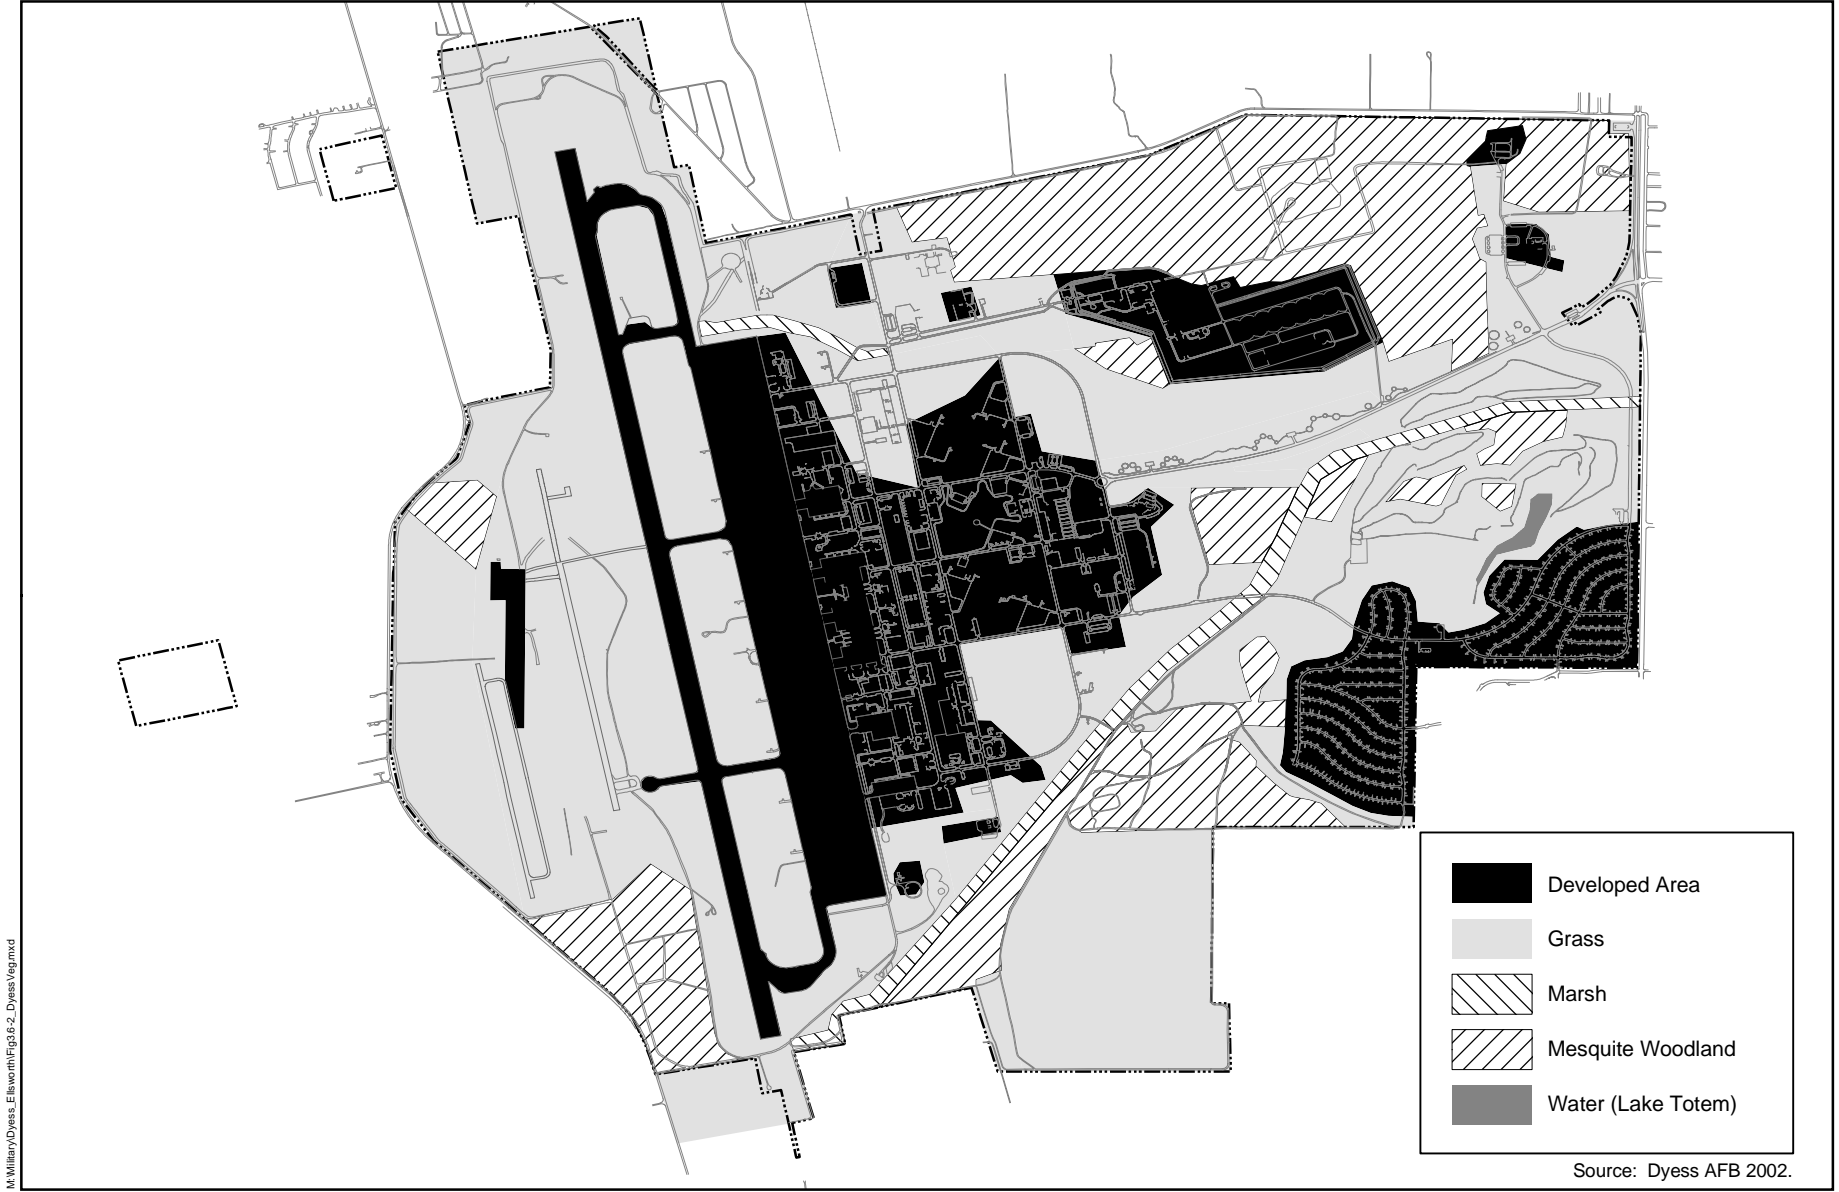 Developed Area
Grass
Marsh
Mesquite Woodland
Water (Lake Totem)
Source: Dyess AFB 2002.
M:\Military\Dyess_Ellsworth\Fig3.6-2_DyessVeg.mxd